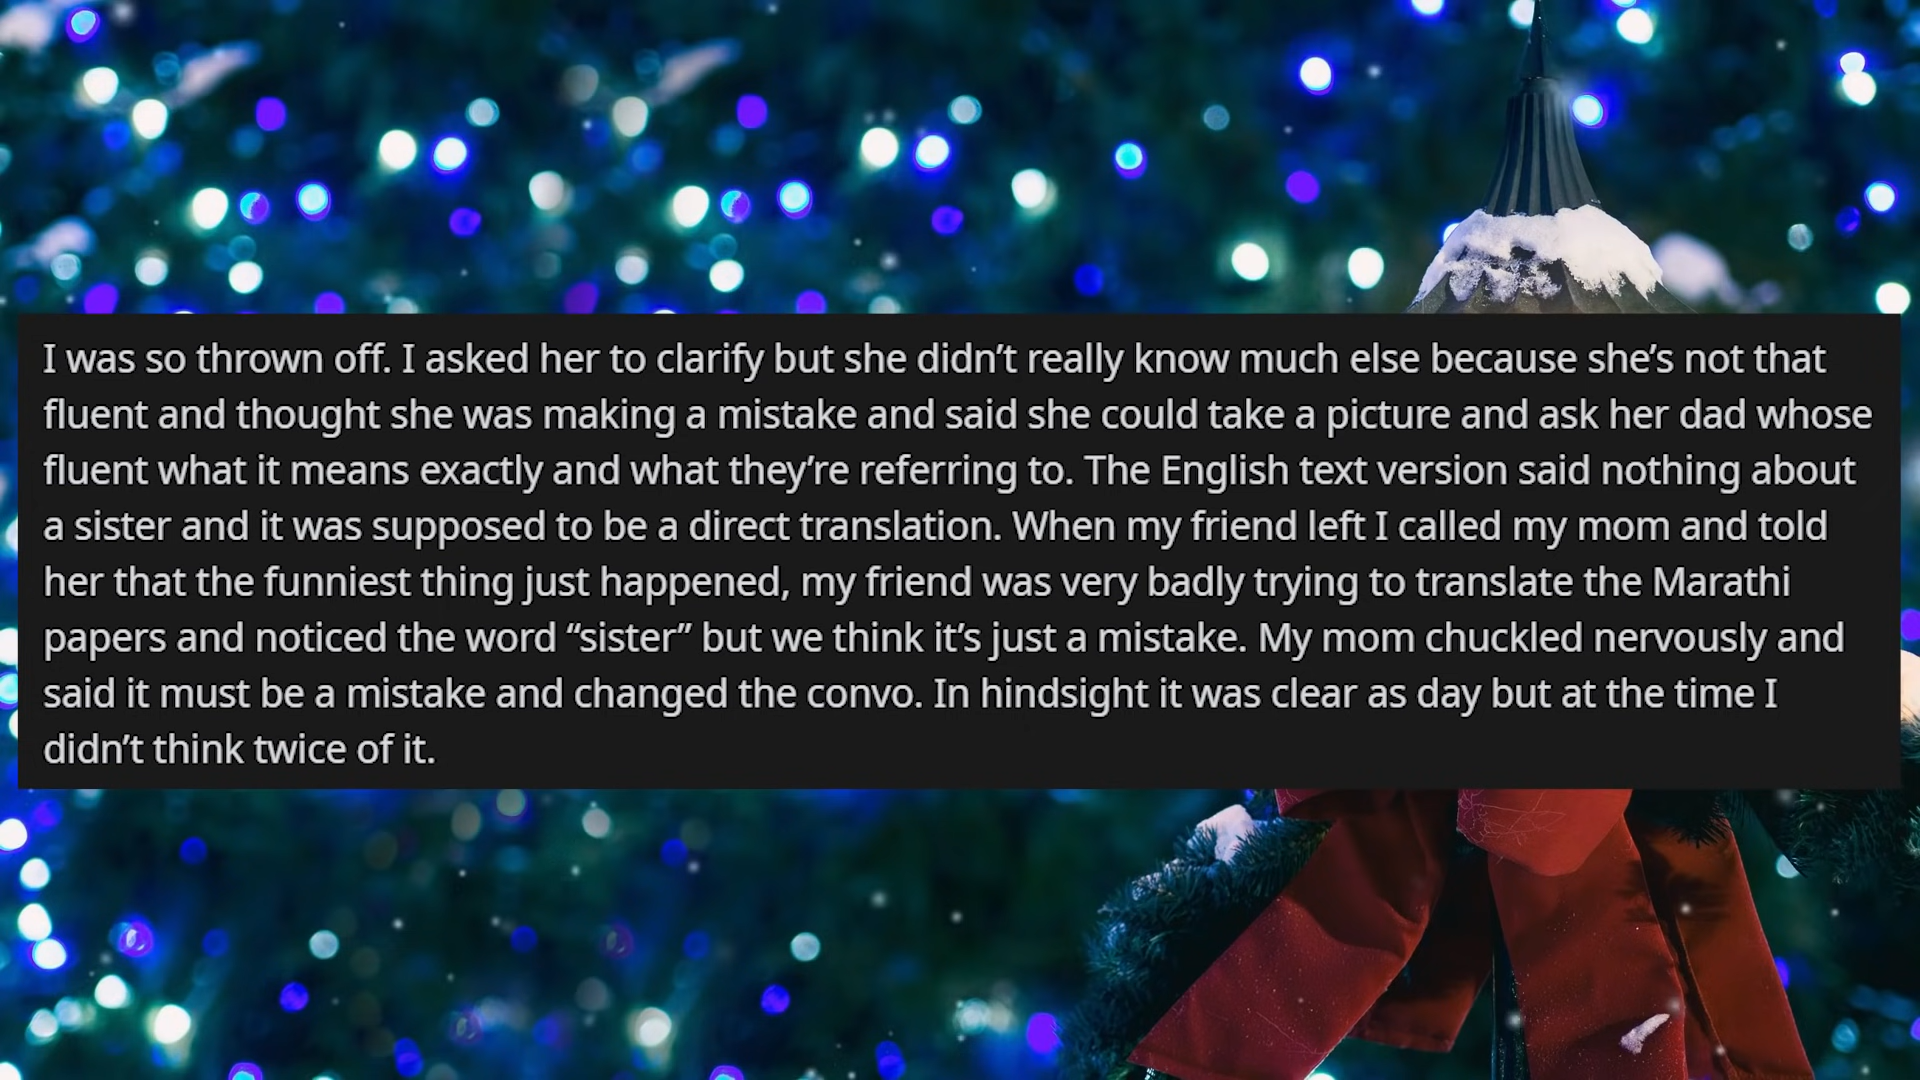 I was so thrown off. I asked her to clarify but she didn’t really know much else because she’s not that
fluent and thought she was making a mistake and said she could take a picture and ask her dad whose
fluent what it means exactly and what they’re referring to. The English text version said nothing about
a sister and it was supposed to be a direct translation. When my friend left I called my mom and told
her that the funniest thing just happened, my friend was very badly trying to translate the Marathi
papers and noticed the word “sister” but we think it’s just a mistake. My mom chuckled nervously and
said it must be a mistake and changed the convo. In hindsight it was clear as day but at the time I
didn’t think twice of it.